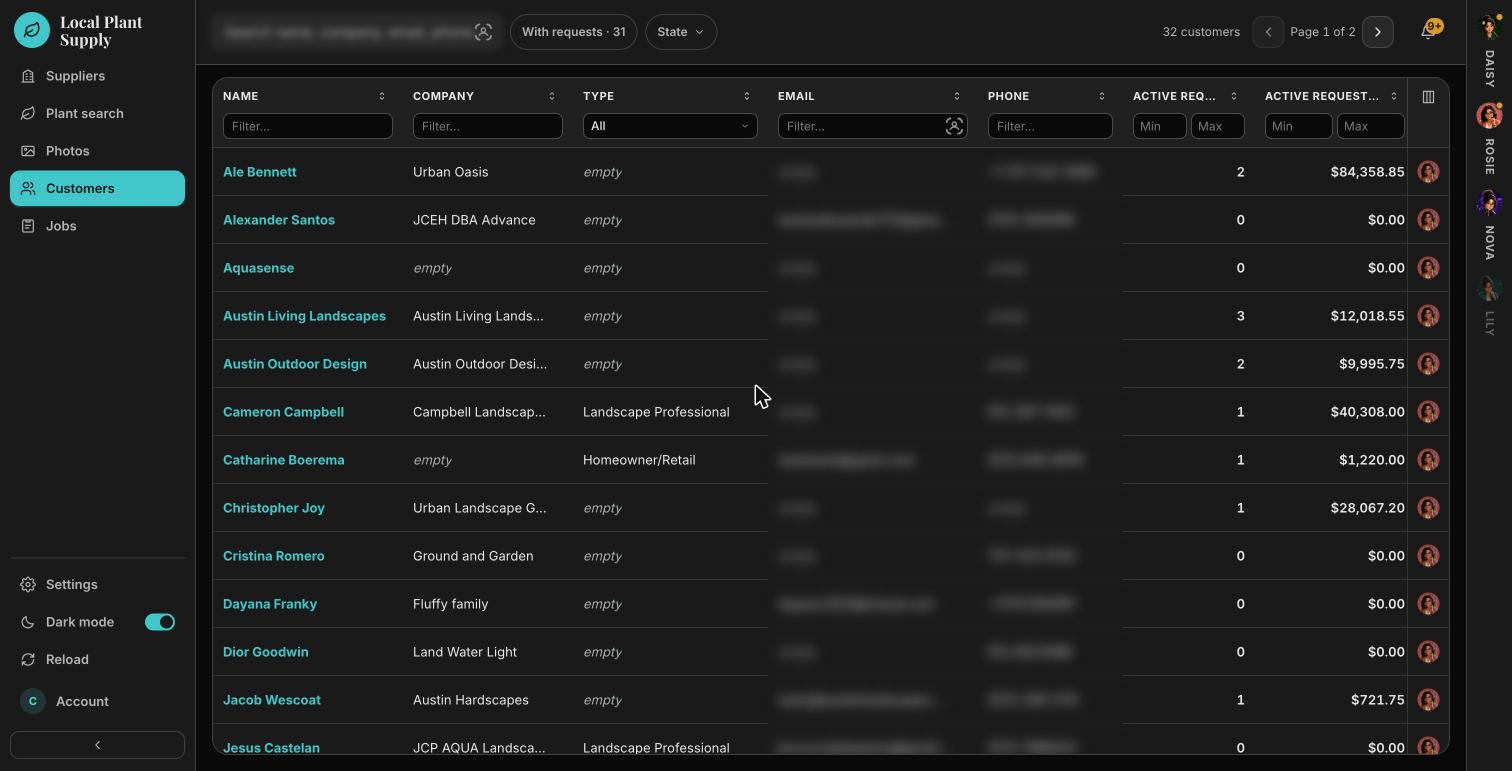 Local Plant
Supply
Suppliers
Plant search
Photos
Customers
Jobs
Settings
Dark mode
Reload
C Account
With requests · 31
State
32 customers
Page 1 of 2
9+
NAME COMPANY TYPE EMAIL PHONE ACTIVE REQ... ACTIVE REQUEST...
Filter... Filter... All Filter... Filter... Min Max Min Max
Ale Bennett Urban Oasis empty 2 $84,358.85
Alexander Santos JCEH DBA Advance empty 0 $0.00
Aquasense empty empty 0 $0.00
Austin Living Landscapes Austin Living Lands... empty 3 $12,018.55
Austin Outdoor Design Austin Outdoor Desi... empty 2 $9,995.75
Cameron Campbell Campbell Landscap... Landscape Professional 1 $40,308.00
Catharine Boerema empty Homeowner/Retail 1 $1,220.00
Christopher Joy Urban Landscape G... empty 1 $28,067.20
Cristina Romero Ground and Garden empty 0 $0.00
Dayana Franky Fluffy family empty 0 $0.00
Dior Goodwin Land Water Light empty 0 $0.00
Jacob Wescoat Austin Hardscapes empty 1 $721.75
Jesus Castelan JCP AQUA Landsca... Landscape Professional 0 $0.00
DAISY
ROSIE
NOVA
LILY